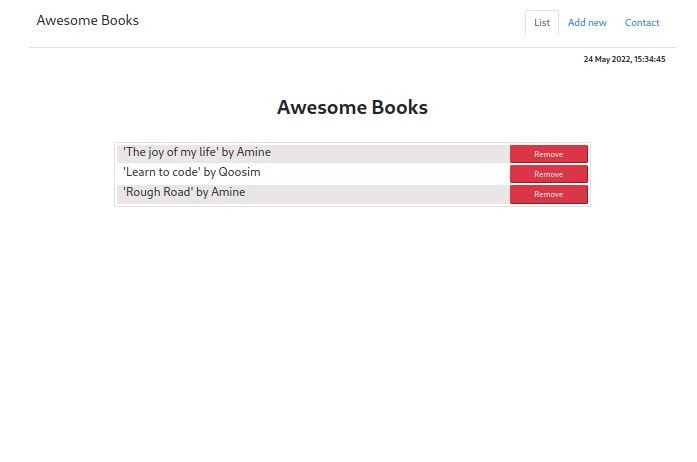 Awesome Books
List Add new Contact
24 May 2022, 15:34:45
Awesome Books
'The joy of my life' by Amine Remove
'Learn to code' by Qoosim Remove
'Rough Road' by Amine Remove